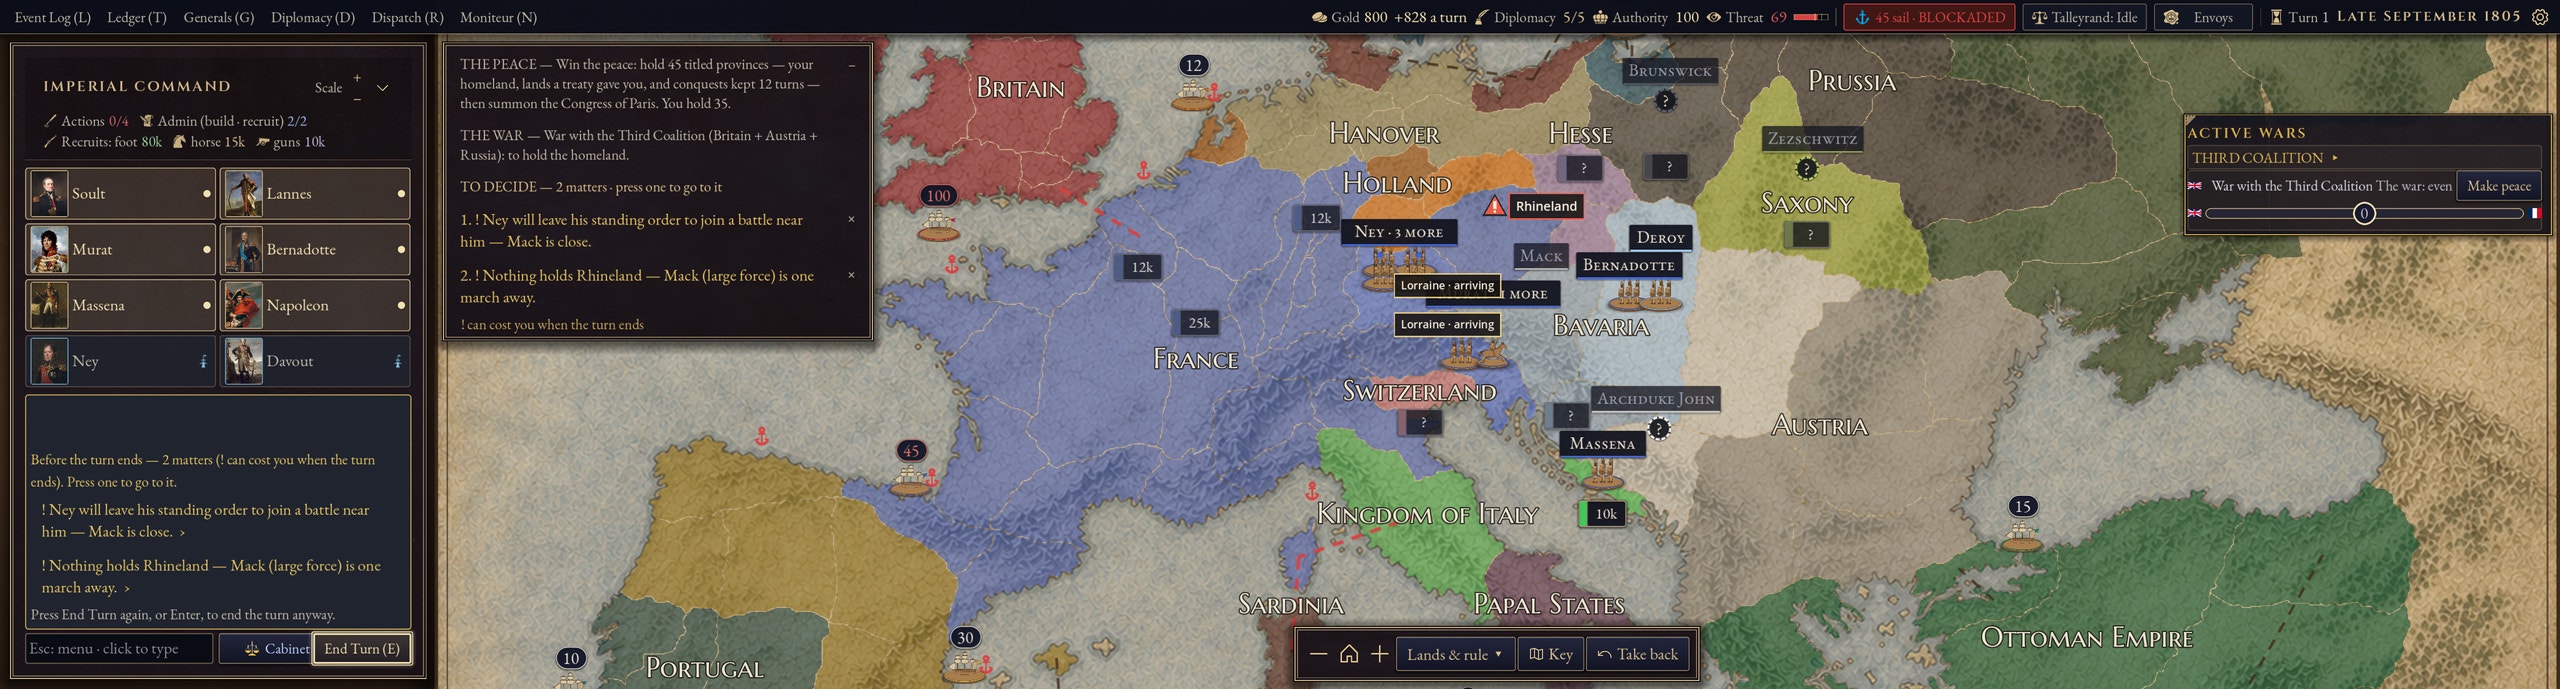 Event Log (L) Ledger (T) Generals (G) Diplomacy (D) Dispatch (R) Moniteur (N)
Gold 800 +828 a turn Diplomacy 5/5 Authority 100 Threat 69 45 sail · BLOCKADED Talleyrand: Idle Envoys Turn 1 LATE SEPTEMBER 1805
IMPERIAL COMMAND
Scale + −
Actions 0/4 Admin (build · recruit) 2/2
Recruits: foot 80k horse 15k guns 10k
Soult Lannes
Murat Bernadotte
Massena Napoleon
Ney Davout
Before the turn ends — 2 matters (! can cost you when the turn
ends). Press one to go to it.
! Ney will leave his standing order to join a battle near
him — Mack is close. ›
! Nothing holds Rhineland — Mack (large force) is one
march away. ›
Press End Turn again, or Enter, to end the turn anyway.
Esc: menu · click to type
Cabinet
End Turn (E)
THE PEACE — Win the peace: hold 45 titled provinces — your
homeland, lands a treaty gave you, and conquests kept 12 turns —
then summon the Congress of Paris. You hold 35.
THE WAR — War with the Third Coalition (Britain + Austria +
Russia): to hold the homeland.
TO DECIDE — 2 matters · press one to go to it
1. ! Ney will leave his standing order to join a battle near
him — Mack is close.
2. ! Nothing holds Rhineland — Mack (large force) is one
march away.
! can cost you when the turn ends
BRITAIN
12
BRUNSWICK
?
PRUSSIA
HANOVER
HESSE
ZEZSCHWITZ
?
?
?
HOLLAND
100
Rhineland
SAXONY
12k
NEY · 3 MORE
?
DEROY
MACK
BERNADOTTE
12k
Lorraine · arriving
1 MORE
25k
Lorraine · arriving
BAVARIA
FRANCE
SWITZERLAND
ARCHDUKE JOHN
?
?
?
AUSTRIA
MASSENA
45
KINGDOM OF ITALY
10k
15
SARDINIA
PAPAL STATES
30
OTTOMAN EMPIRE
10
PORTUGAL
Lands & rule
Key
Take back
ACTIVE WARS
THIRD COALITION
War with the Third Coalition The war: even
Make peace
0